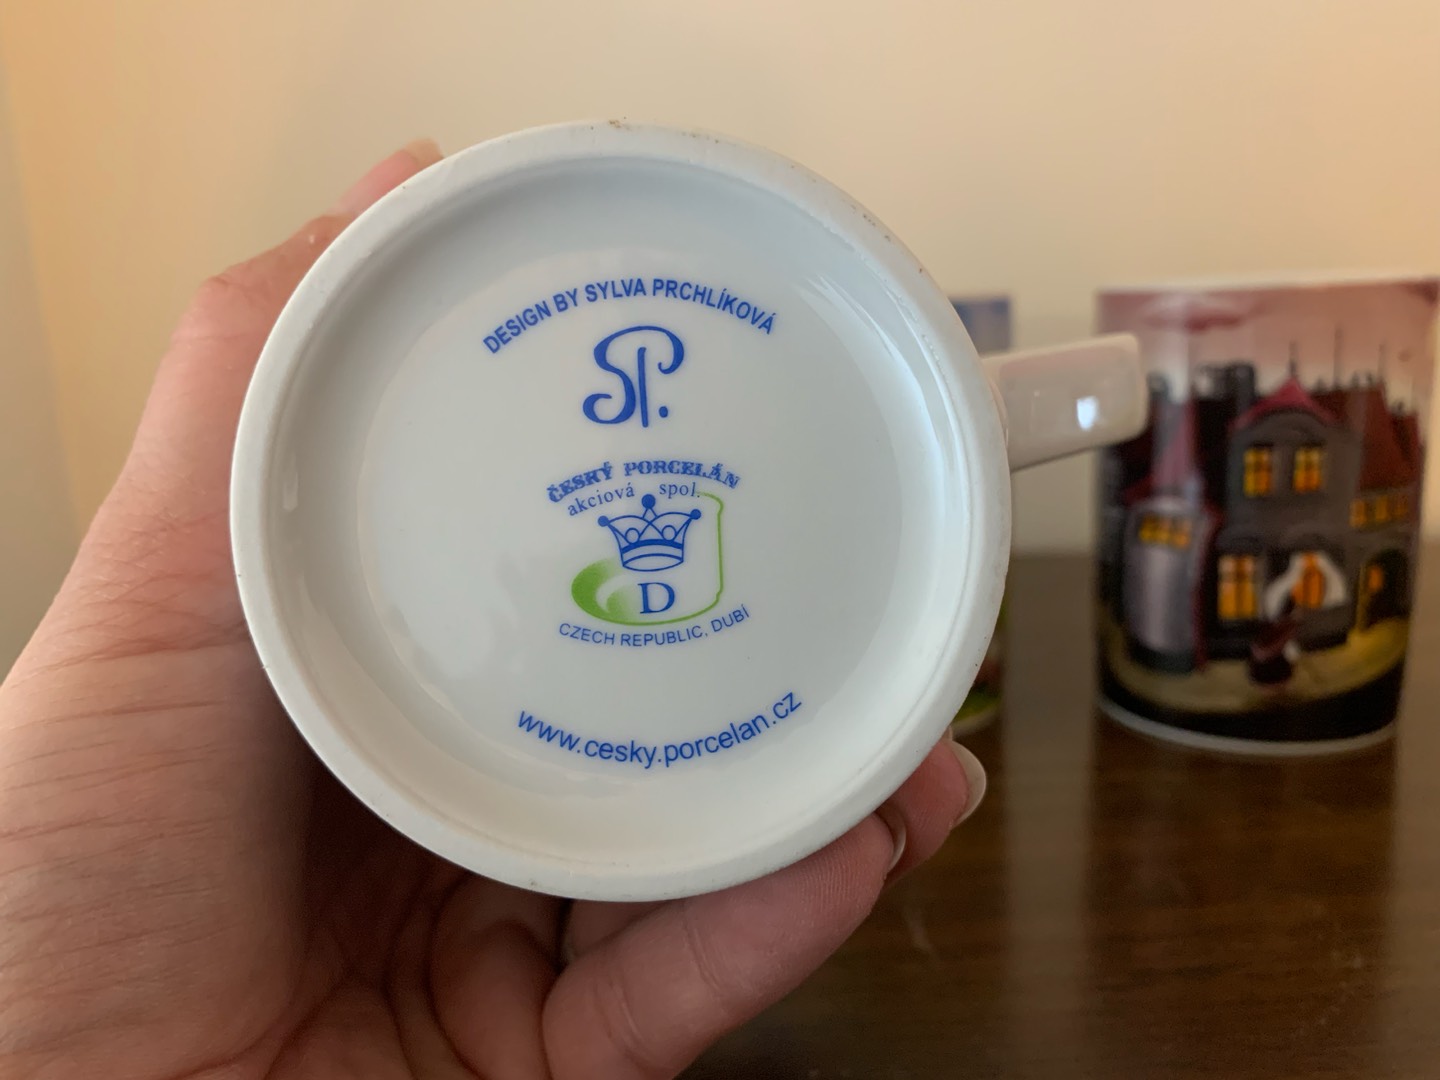 DESIGN BY SYLVA PRCHLÍKOVÁ
SP.
ČESKÝ PORCELÁN
akciová spol.
D
CZECH REPUBLIC, DUBÍ
www.cesky.porcelan.cz